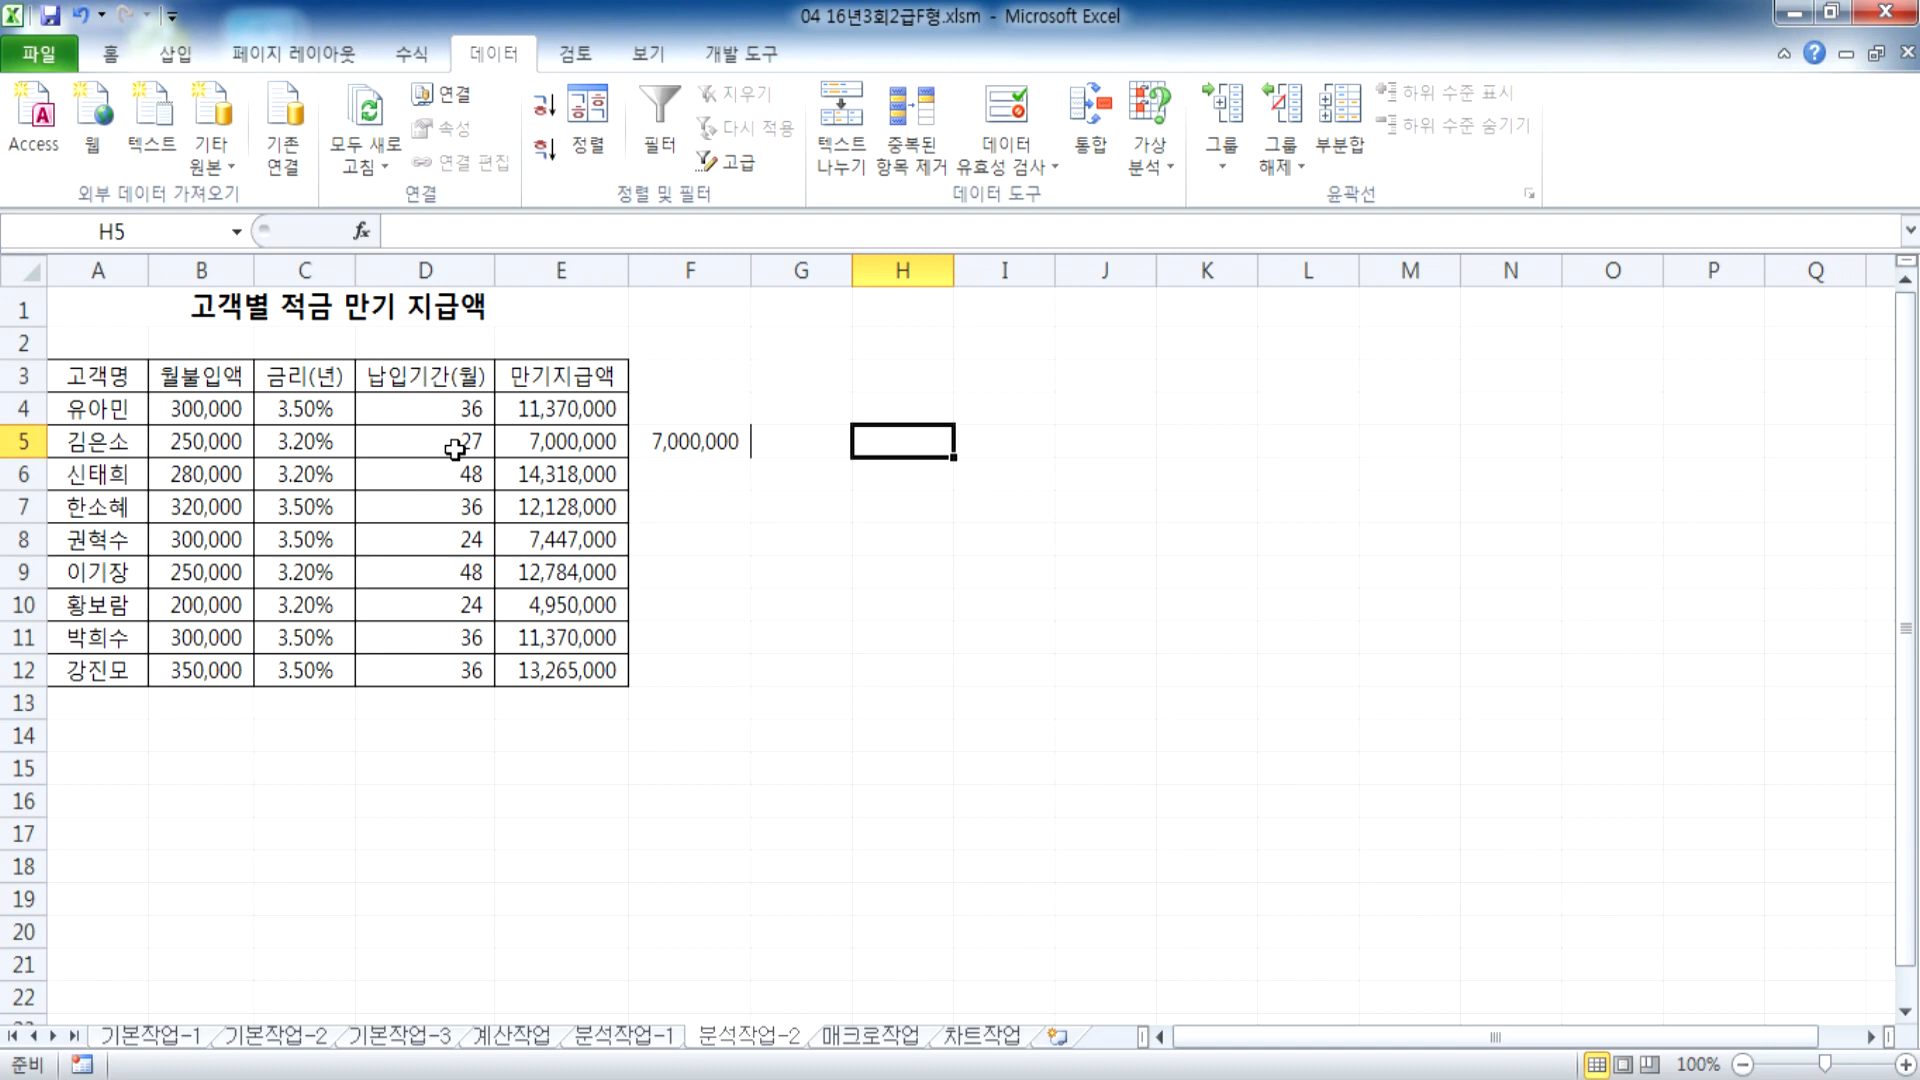 04 16년3회2급F형.xlsm - Microsoft Excel
파일 홈 삽입 페이지 레이아웃 수식 데이터 검토 보기 개발 도구
Access 웹 텍스트 기타 원본 기존 연결 모두 새로 고침 연결 속성 연결 편집 정렬 필터 지우기 다시 적용 고급 텍스트 나누기 중복된 항목 제거 데이터 유효성 검사 통합 가상 분석 그룹 그룹 해제 부분합 하위 수준 표시 하위 수준 숨기기
외부 데이터 가져오기 연결 정렬 및 필터 데이터 도구 윤곽선
H5 fx
A B C D E F G H I J K L M N O P Q
1 고객별 적금 만기 지급액
2
3 고객명 월불입액 금리(년) 납입기간(월) 만기지급액
4 유아민 300,000 3.50% 36 11,370,000
5 김은소 250,000 3.20% 27 7,000,000 7,000,000
6 신태희 280,000 3.20% 48 14,318,000
7 한소혜 320,000 3.50% 36 12,128,000
8 권혁수 300,000 3.50% 24 7,447,000
9 이기장 250,000 3.20% 48 12,784,000
10 황보람 200,000 3.20% 24 4,950,000
11 박희수 300,000 3.50% 36 11,370,000
12 강진모 350,000 3.50% 36 13,265,000
13
14
15
16
17
18
19
20
21
22
기본작업-1 기본작업-2 기본작업-3 계산작업 분석작업-1 분석작업-2 매크로작업 차트작업
준비 100%